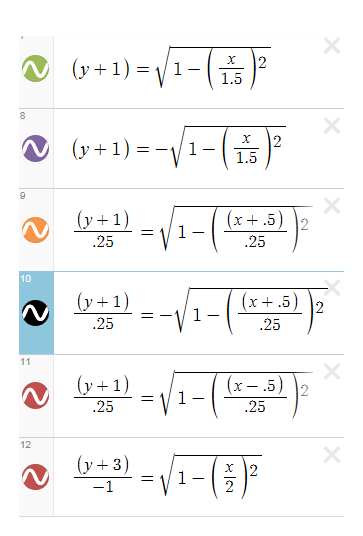 (y+1) = √(1 − (x/1.5)²)
8
(y+1) = −√(1 − (x/1.5)²)
9
(y+1)/.25 = √(1 − ((x+.5)/.25)²)
10
(y+1)/.25 = −√(1 − ((x+.5)/.25)²)
11
(y+1)/.25 = √(1 − ((x−.5)/.25)²)
12
(y+3)/−1 = √(1 − (x/2)²)